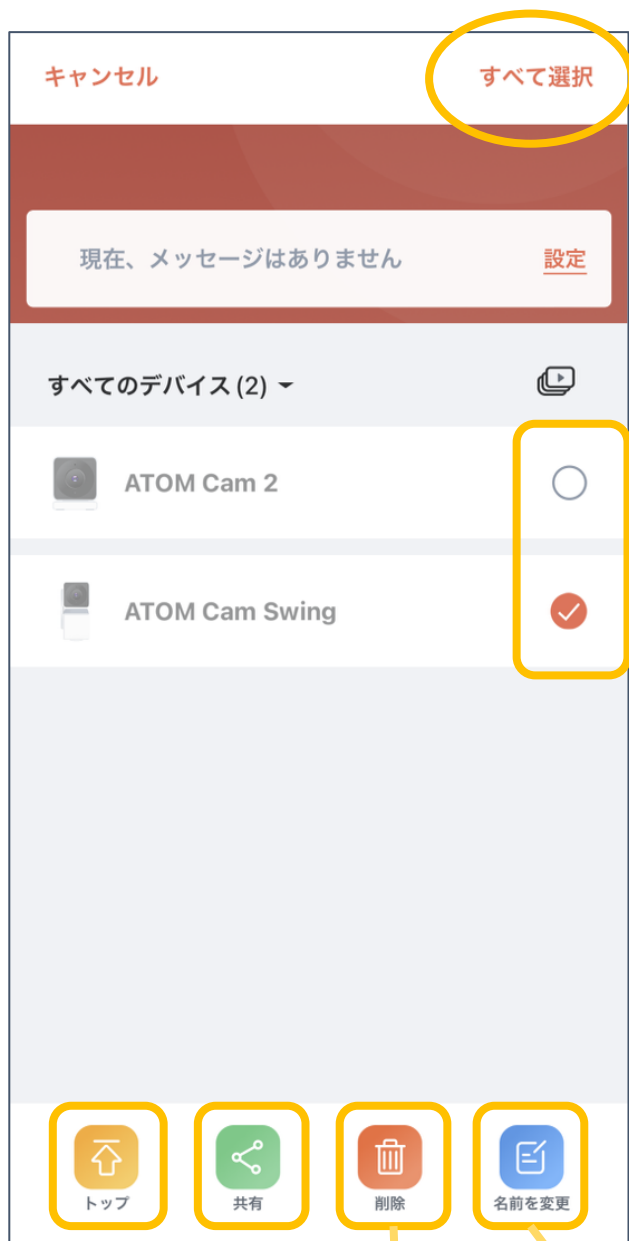 キャンセル
すべて選択
現在、メッセージはありません
設定
すべてのデバイス (2)
ATOM Cam 2
ATOM Cam Swing
トップ
共有
削除
名前を変更